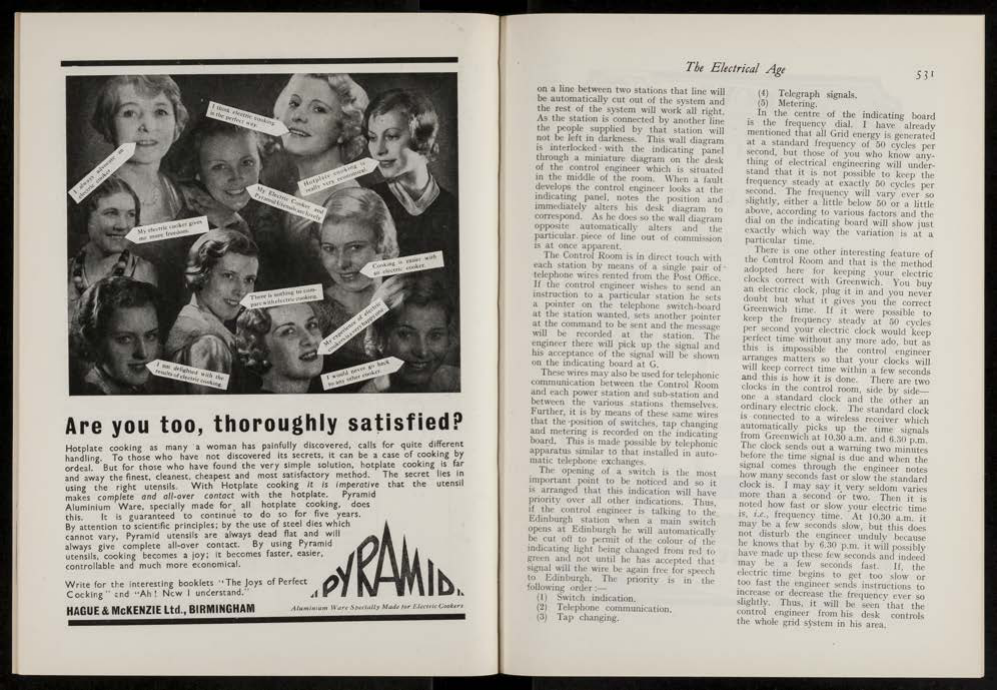 I think electric cooking
is the perfect way.
I always advocate an
electric cooker.
Hotplate cooking is
really very economical.
My Electric Cooker and
Pyramid Utensils are lovely
My electric cooker gives
me more freedom.
Cooking is easier with
an electric cooker.
There is nothing to com-
pare with electric cooking.
I am delighted with the
results of electric cooking.
I would never go back
to any other cooker.
Are you too, thoroughly satisfied?
Hotplate cooking as many a woman has painfully discovered, calls for quite different
handling. To those who have not discovered its secrets, it can be a case of cooking by
ordeal. But for those who have found the very simple solution, hotplate cooking is far
and away the finest, cleanest, cheapest and most satisfactory method. The secret lies in
using the right utensils. With Hotplate cooking it is imperative that the utensil
makes complete and all-over contact with the hotplate. Pyramid
Aluminium Ware, specially made for all hotplate cooking, does
this. It is guaranteed to continue to do so for five years.
By attention to scientific principles; by the use of steel dies which
cannot vary, Pyramid utensils are always dead flat and will
always give complete all-over contact. By using Pyramid
utensils, cooking becomes a joy; it becomes faster, easier,
controllable and much more economical.
Write for the interesting booklets "The Joys of Perfect
Cooking" and "Ah! Now I understand."
HAGUE & McKENZIE Ltd., BIRMINGHAM
PYRAMID
Aluminium Ware Specially Made for Electric Cookers
The Electrical Age
531
on a line between two stations that line will
be automatically cut out of the system and
the rest of the system will work all right.
As the station is connected by another line
the people supplied by that station will
not be left in darkness. This wall diagram
is interlocked with the indicating panel
through a miniature diagram on the desk
of the control engineer which is situated
in the middle of the room. When a fault
develops the control engineer looks at the
indicating panel, notes the position and
immediately alters his desk diagram to
correspond. As he does so the wall diagram
opposite automatically alters and the
particular piece of line out of commission
is at once apparent.
The Control Room is in direct touch with
each station by means of a single pair of
telephone wires rented from the Post Office.
If the control engineer wishes to send an
instruction to a particular station he sets
a pointer on the telephone switch-board
at the station wanted, sets another pointer
at the command to be sent and the message
will be recorded at the station. The
engineer there will pick up the signal and
his acceptance of the signal will be shown
on the indicating board at G.
These wires may also be used for telephonic
communication between the Control Room
and each power station and sub-station and
between the various stations themselves.
Further, it is by means of these same wires
that the position of switches, tap changing
and metering is recorded on the indicating
board. This is made possible by telephonic
apparatus similar to that installed in auto-
matic telephone exchanges.
The opening of a switch is the most
important point to be noticed and so it
is arranged that this indication will have
priority over all other indications. Thus,
if the control engineer is talking to the
Edinburgh station when a main switch
opens at Edinburgh he will automatically
be cut off to permit of the colour of the
indicating light being changed from red to
green and not until he has accepted that
signal will the wire be again free for speech
to Edinburgh. The priority is in the
following order :—
(1) Switch indication.
(2) Telephone communication.
(3) Tap changing.
(4) Telegraph signals.
(5) Metering.
In the centre of the indicating board
is the frequency dial. I have already
mentioned that all Grid energy is generated
at a standard frequency of 50 cycles per
second, but those of you who know any-
thing of electrical engineering will under-
stand that it is not possible to keep the
frequency steady at exactly 50 cycles per
second. The frequency will vary ever so
slightly, either a little below 50 or a little
above, according to various factors and the
dial on the indicating board will show just
exactly which way the variation is at a
particular time.
There is one other interesting feature of
the Control Room and that is the method
adopted here for keeping your electric
clocks correct with Greenwich. You buy
an electric clock, plug it in and you never
doubt but what it gives you the correct
Greenwich time. If it were possible to
keep the frequency steady at 50 cycles
per second your electric clock would keep
perfect time without any more ado, but as
this is impossible the control engineer
arranges matters so that your clocks will
will keep correct time within a few seconds
and this is how it is done. There are two
clocks in the control room, side by side—
one a standard clock and the other an
ordinary electric clock. The standard clock
is connected to a wireless receiver which
automatically picks up the time signals
from Greenwich at 10.30 a.m. and 6.30 p.m.
The clock sends out a warning two minutes
before the time signal is due and when the
signal comes through the engineer notes
how many seconds fast or slow the standard
clock is. I may say it very seldom varies
more than a second or two. Then it is
noted how fast or slow your electric time
is, i.e., frequency time. At 10.30 a.m. it
may be a few seconds slow, but this does
not disturb the engineer unduly because
he knows that by 6.30 p.m. it will possibly
have made up these few seconds and indeed
may be a few seconds fast. If, the
electric time begins to get too slow or
too fast the engineer sends instructions to
increase or decrease the frequency ever so
slightly. Thus, it will be seen that the
control engineer from his desk controls
the whole grid system in his area.